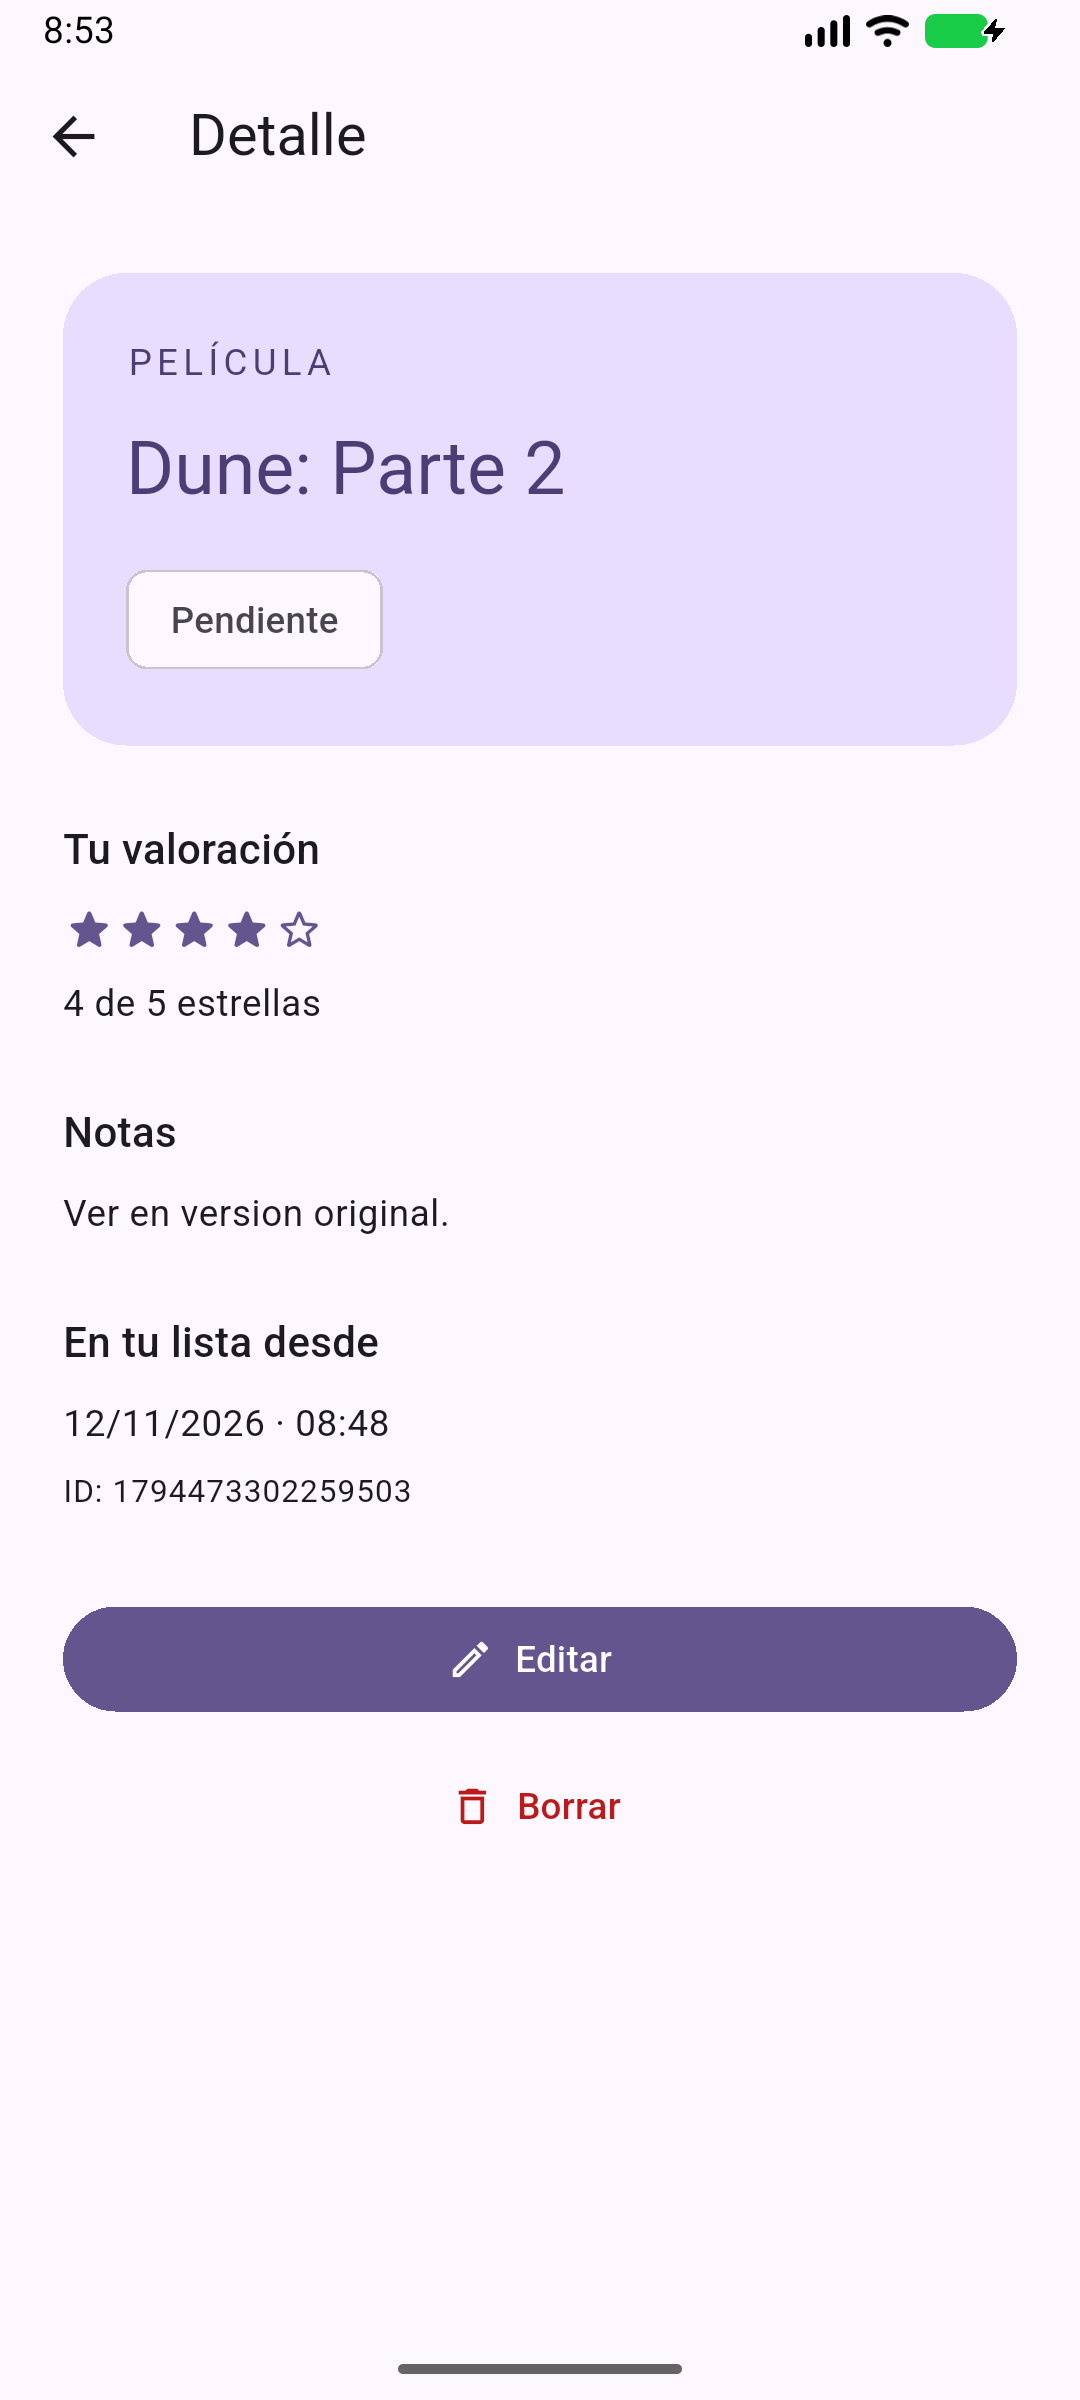 8:53
Detalle
PELÍCULA
Dune: Parte 2
Pendiente
Tu valoración
4 de 5 estrellas
Notas
Ver en version original.
En tu lista desde
12/11/2026 · 08:48
ID: 1794473302259503
Editar
Borrar